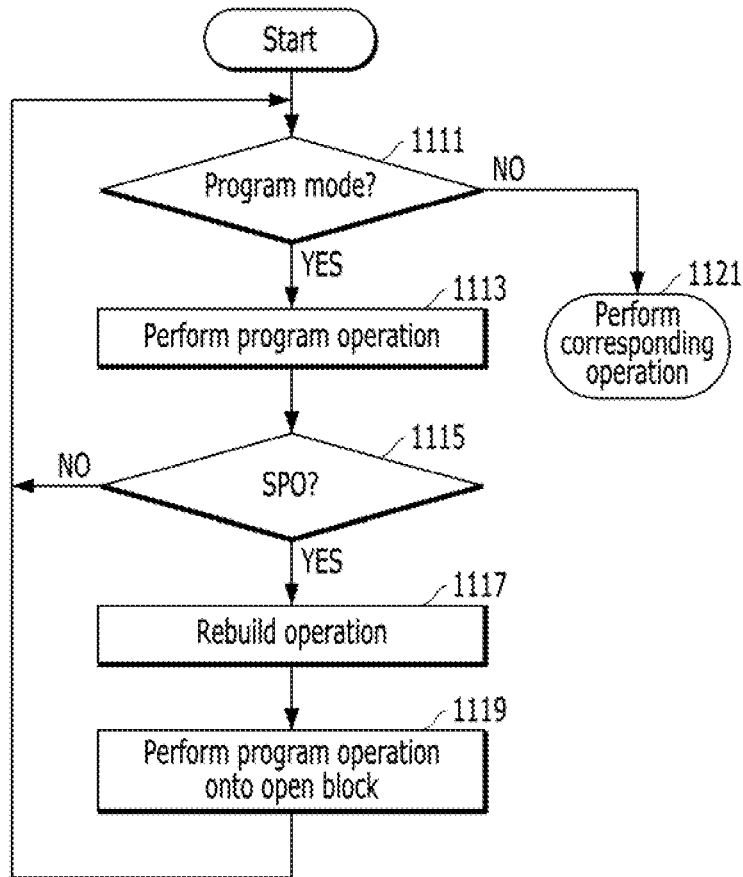 Start
1111
Program mode?
NO
YES
1113
Perform program operation
1121
Perform
corresponding
operation
1115
NO
SPO?
YES
1117
Rebuild operation
1119
Perform program operation
onto open block